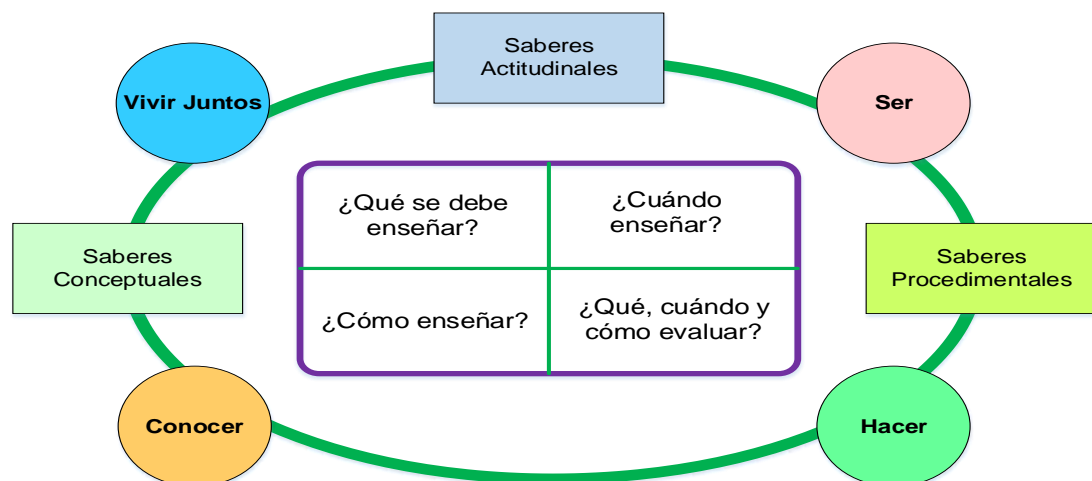 Saberes
Actitudinales
Vivir Juntos
Ser
¿Qué se debe
enseñar?
¿Cuándo
enseñar?
Saberes
Conceptuales
Saberes
Procedimentales
¿Cómo enseñar?
¿Qué, cuándo y
cómo evaluar?
Conocer
Hacer